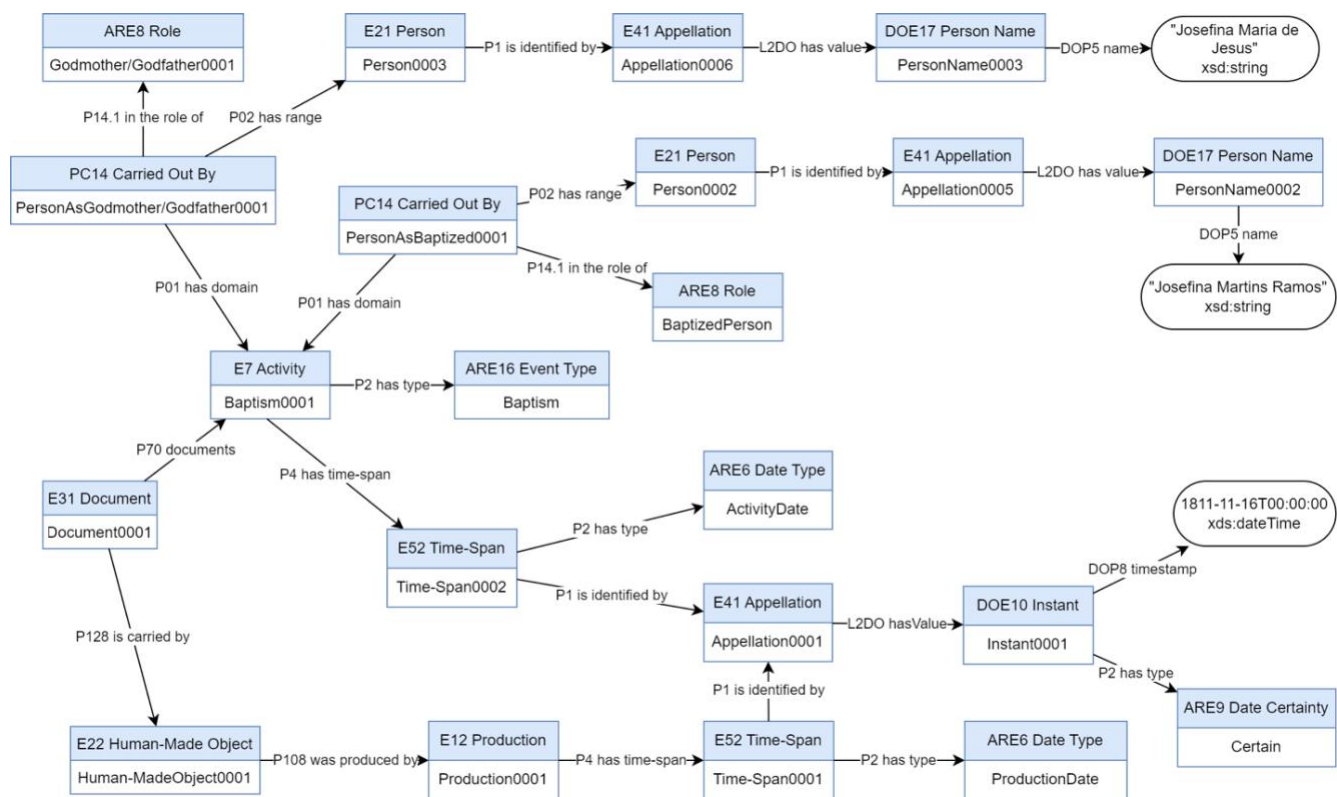 ARE8 Role
Godmother/Godfather0001
E21 Person
Person0003
P1 is identified by
E41 Appellation
Appellation0006
L2DO has value
DOE17 Person Name
PersonName0003
DOP5 name
"Josefina Maria de
Jesus"
xsd:string
P14.1 in the role of
P02 has range
PC14 Carried Out By
PersonAsGodmother/Godfather0001
PC14 Carried Out By
PersonAsBaptized0001
P02 has range
E21 Person
Person0002
P1 is identified by
E41 Appellation
Appellation0005
L2DO has value
DOE17 Person Name
PersonName0002
DOP5 name
"Josefina Martins Ramos"
xsd:string
P14.1 in the role of
ARE8 Role
BaptizedPerson
P01 has domain
P01 has domain
E7 Activity
Baptism0001
P2 has type
ARE16 Event Type
Baptism
P70 documents
P4 has time-span
E31 Document
Document0001
E52 Time-Span
Time-Span0002
P2 has type
ARE6 Date Type
ActivityDate
P1 is identified by
E41 Appellation
Appellation0001
L2DO hasValue
DOE10 Instant
Instant0001
DOP8 timestamp
1811-11-16T00:00:00
xds:dateTime
P2 has type
ARE9 Date Certainty
Certain
P128 is carried by
P1 is identified by
E22 Human-Made Object
Human-MadeObject0001
P108 was produced by
E12 Production
Production0001
P4 has time-span
E52 Time-Span
Time-Span0001
P2 has type
ARE6 Date Type
ProductionDate